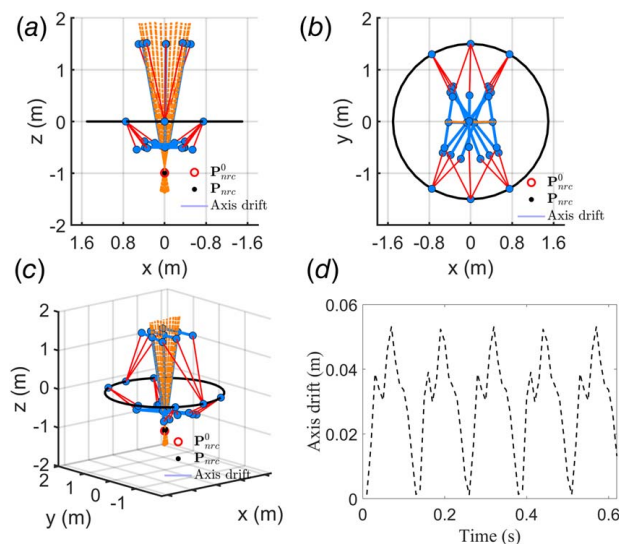 (a)
2
1
0
-1
-2
z (m)
1.6 0.8 0 -0.8 -1.6
x (m)
P⁰nrc
Pnrc
Axis drift
(b)
2
1
0
-1
-2
y (m)
-1.6 -0.8 0 0.8 1.6
x (m)
P⁰nrc
Pnrc
Axis drift
(c)
2
1
0
-1
-2
z (m)
2 1 0 -1
y (m)
x (m)
P⁰nrc
Pnrc
Axis drift
(d)
0.06
0.04
0.02
0
Axis drift (m)
0 0.2 0.4 0.6
Time (s)